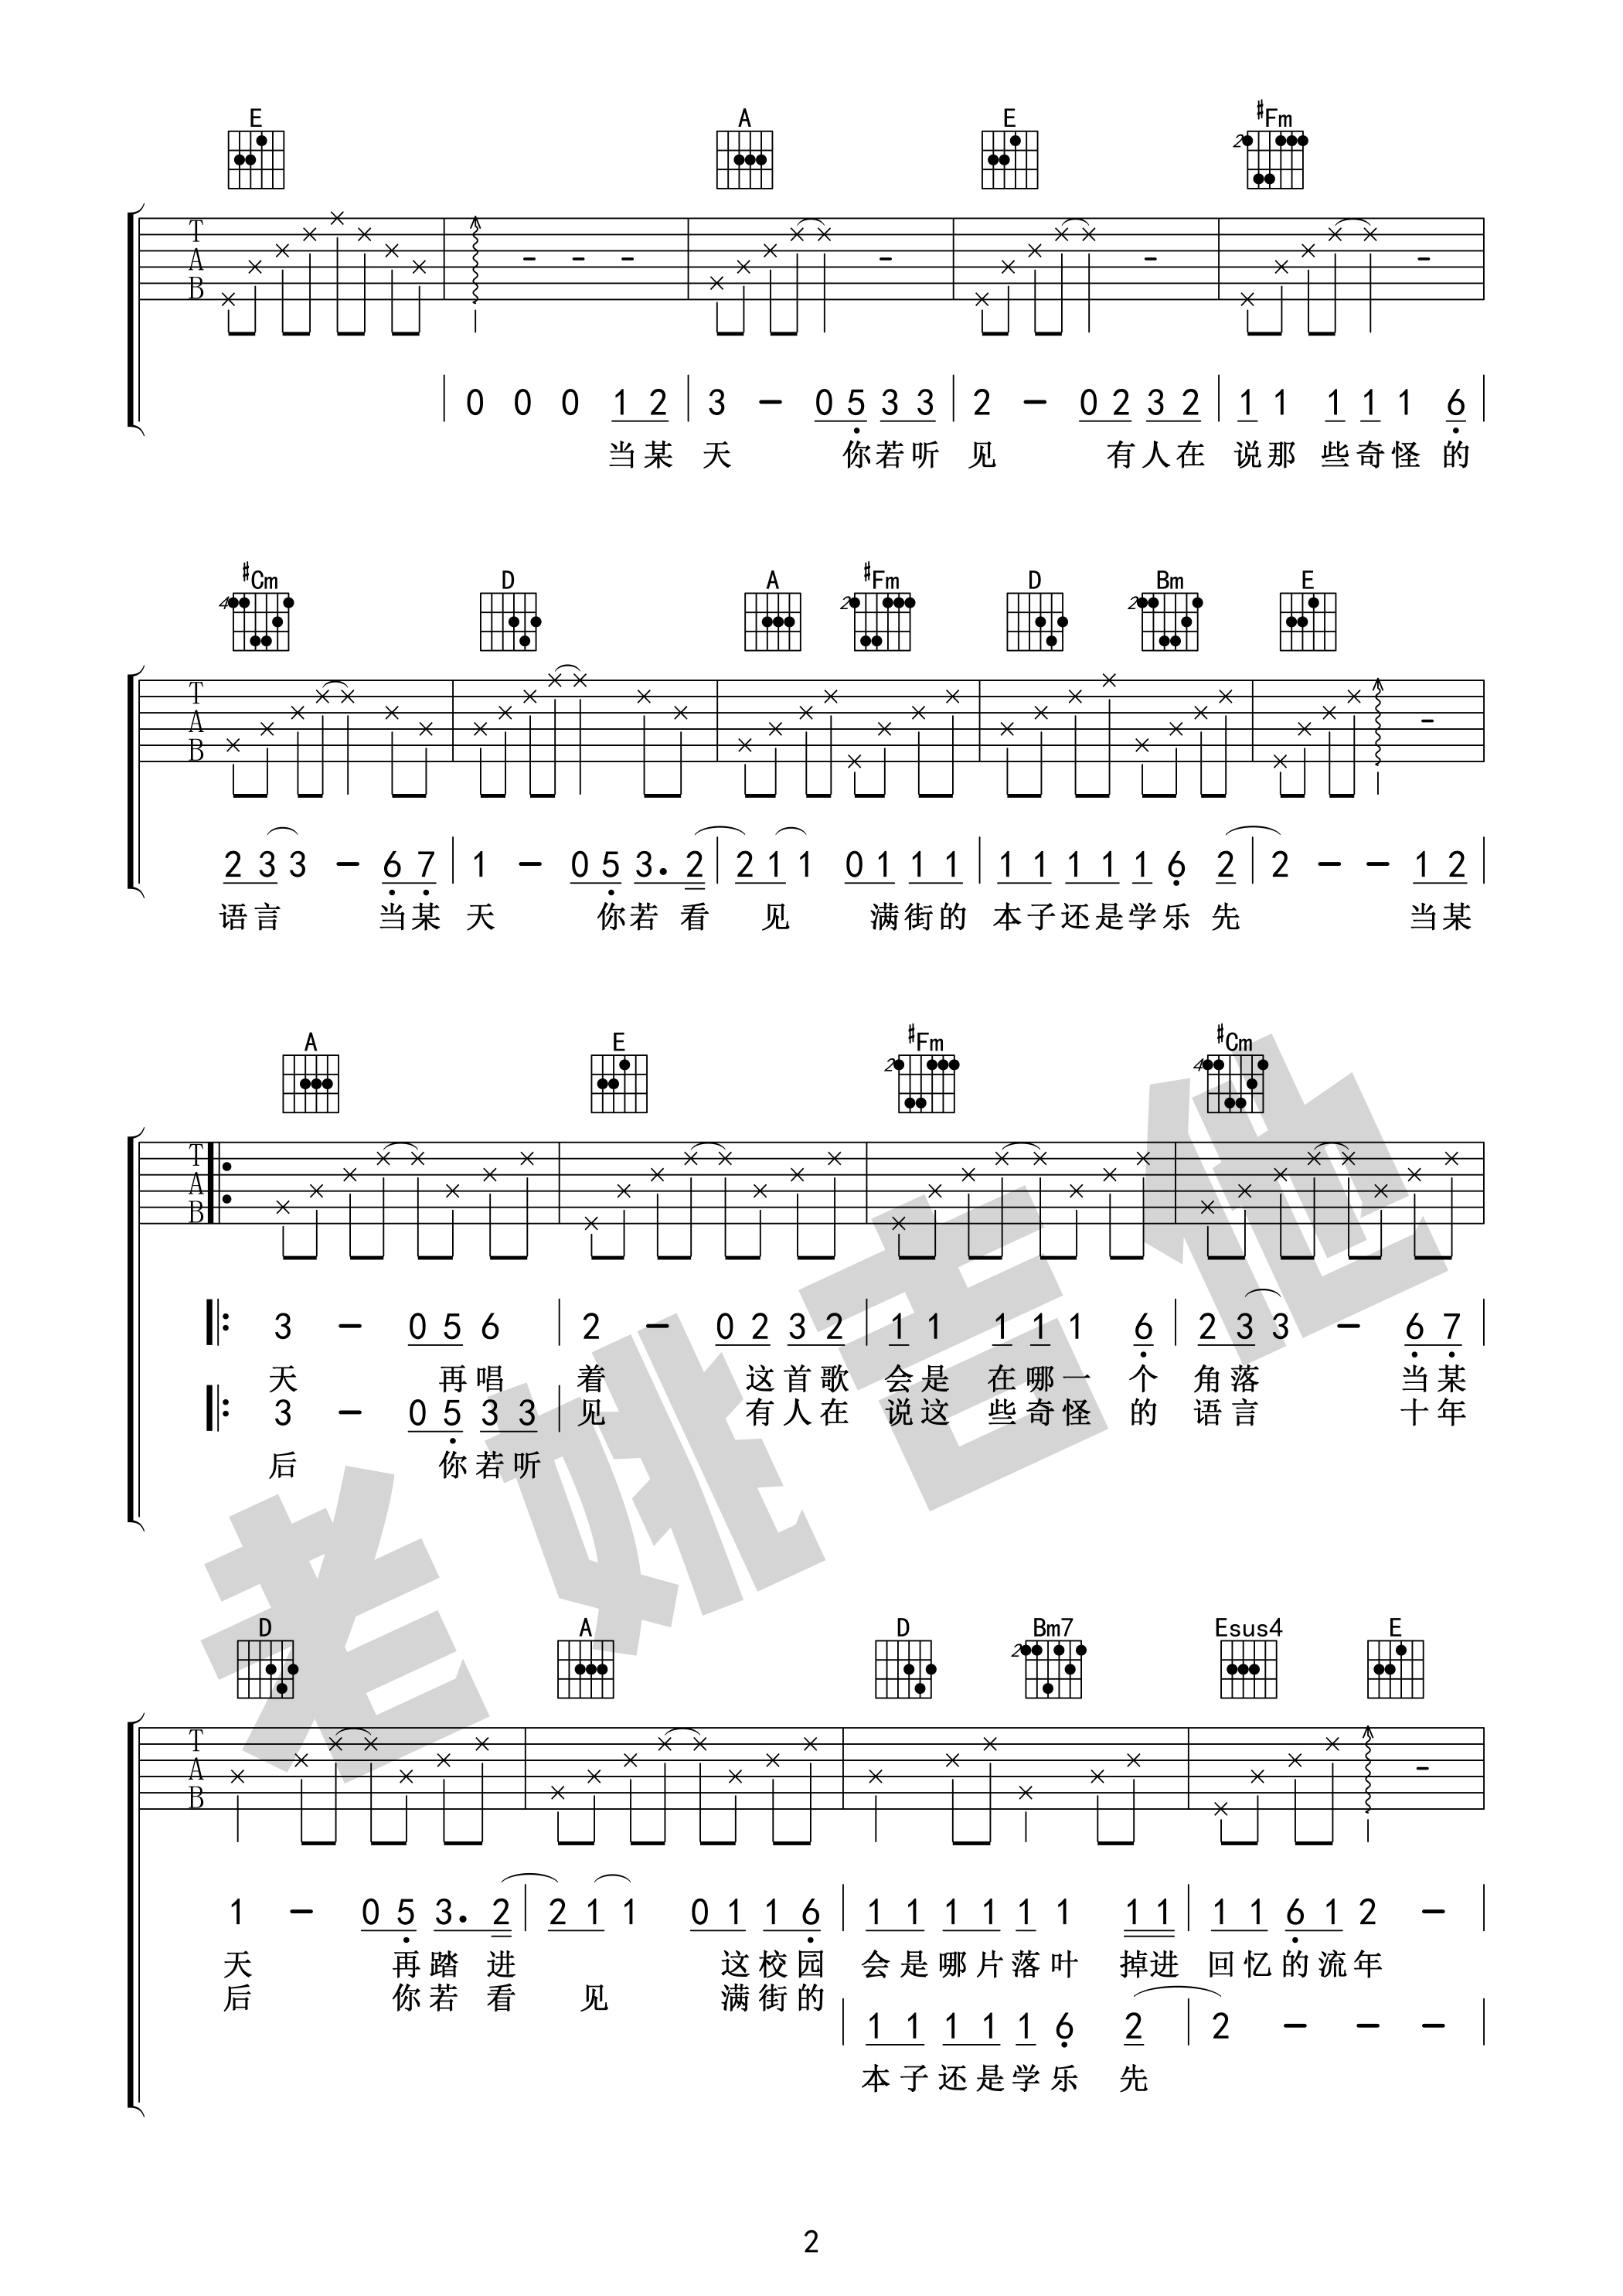 E A E #Fm
2
T
A
B
0 0 0 1 2 3 - 0 5 3 3 2 - 0 2 3 2 1 1 1 1 1 6
当某 天 你若听 见 有人在 说那 些奇怪 的
#Cm D A #Fm D Bm E
4 2 2
T
A
B
2 3 3 - 6 7 1 - 0 5 3. 2 2 1 1 0 1 1 1 1 1 1 1 1 6 2 2 - - 1 2
语言 当某 天 你若 看 见 满街的 本子还是学乐 先 当某
A E #Fm #Cm
2 4
T
A
B
3 - 0 5 6 2 - 0 2 3 2 1 1 1 1 1 6 2 3 3 - 6 7
天 再唱 着 这首歌 会是 在哪一 个 角落 当某
3 - 0 5 3 3 见 有人在 说这 些奇怪 的 语言 十年
后 你若听
老姚吉他
D A D Bm7 Esus4 E
2
T
A
B
1 - 0 5 3. 2 2 1 1 0 1 1 6 1 1 1 1 1 1 1 1 1 1 6 1 2 -
天 再踏 进 这校园 会是哪片落叶 掉进 回忆的流年
后 你若 看 见 满街的
1 1 1 1 1 6 2 2 - - -
本子还是学乐 先
2